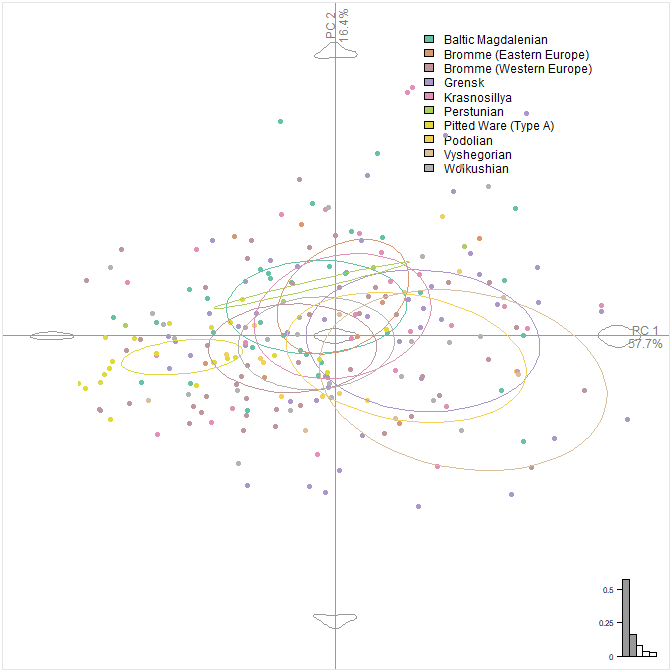 PC 2
16.4%
Baltic Magdalenian
Bromme (Eastern Europe)
Bromme (Western Europe)
Grensk
Krasnosillya
Perstunian
Pitted Ware (Type A)
Podolian
Vyshegorian
Wolkushian
PC 1
57.7%
0.5
0.25
0